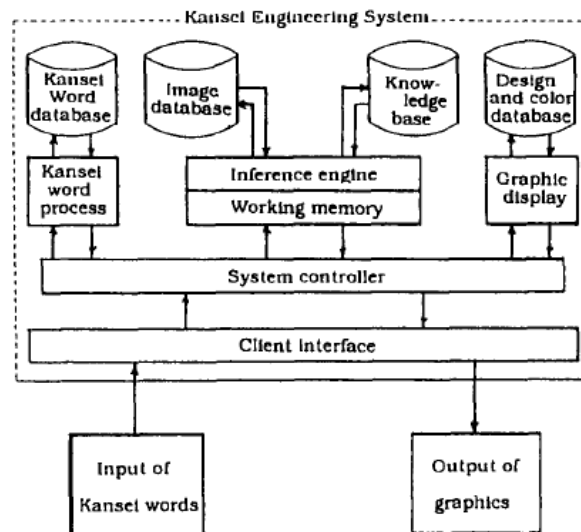 Kansei Engineering System
Kansei
Word
database
Image
database
Know-
ledge
base
Design
and color
database
Kansei
word
process
Inference engine
Working memory
Graphic
display
System controller
Client interface
Input of
Kansei words
Output of
graphics